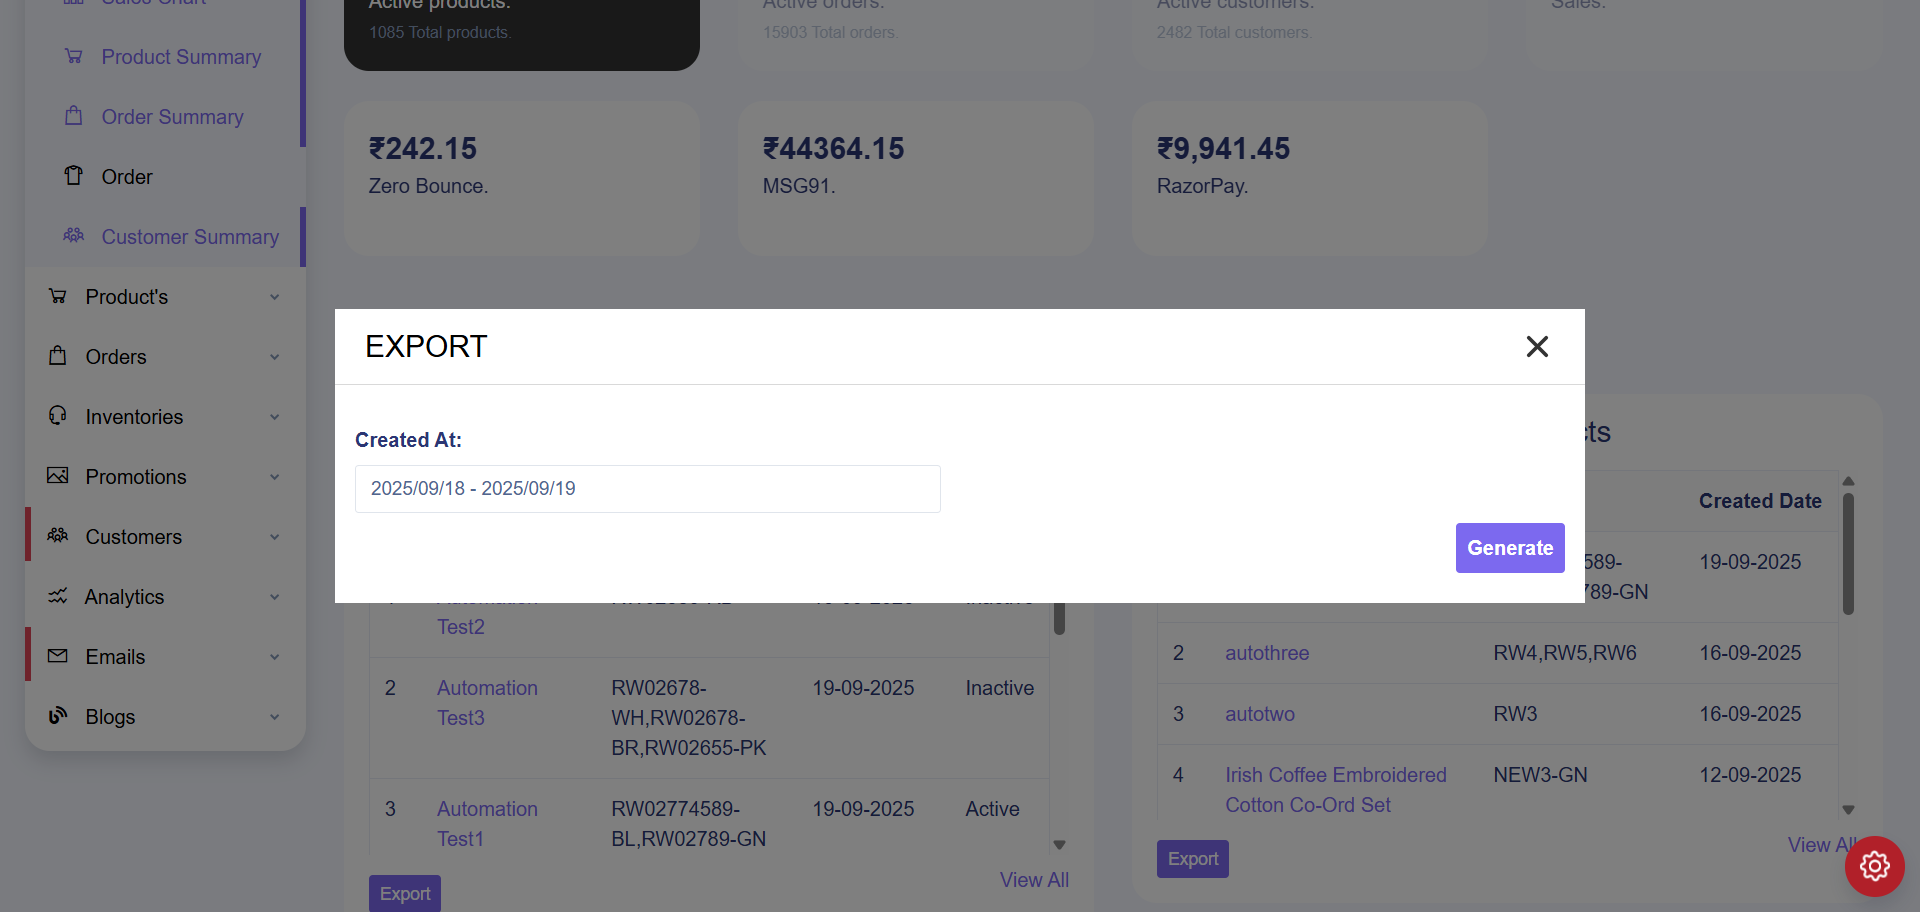 Sales Chart
Product Summary
Order Summary
Order
Customer Summary
Product's
Orders
Inventories
Promotions
Customers
Analytics
Emails
Blogs
Active products.
1085 Total products.
Active orders.
15903 Total orders.
Active customers.
2482 Total customers.
Sales.
₹242.15
Zero Bounce.
₹44364.15
MSG91.
₹9,941.45
RazorPay.
EXPORT
Created At:
2025/09/18 - 2025/09/19
Generate
Test2
2 Automation RW02678- 19-09-2025 Inactive
Test3 WH,RW02678-
BR,RW02655-PK
3 Automation RW02774589- 19-09-2025 Active
Test1 BL,RW02789-GN
View All
Export
cts
Created Date
589- 19-09-2025
789-GN
2 autothree RW4,RW5,RW6 16-09-2025
3 autotwo RW3 16-09-2025
4 Irish Coffee Embroidered NEW3-GN 12-09-2025
Cotton Co-Ord Set
View All
Export